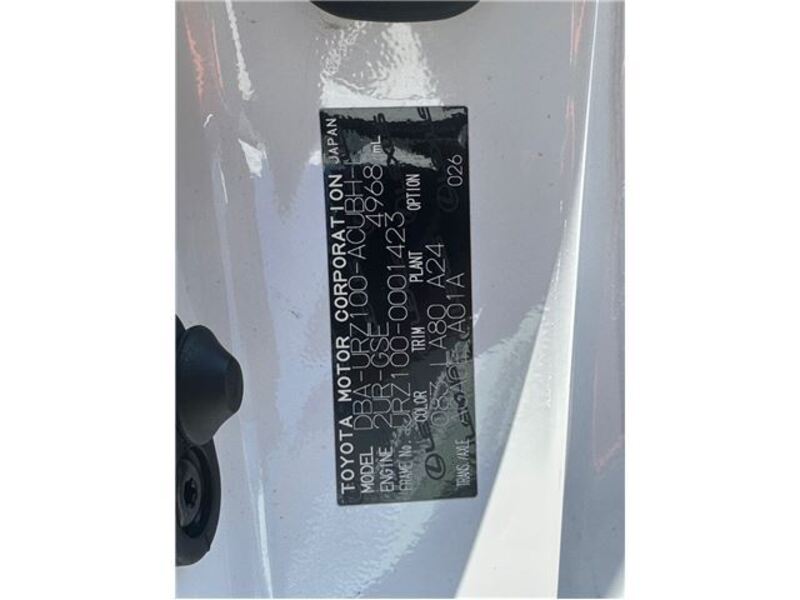 TOYOTA MOTOR CORPORATION JAPAN
MODEL DBA-URZ100-ACUBH-
ENGINE 2UR-GSE 4968 mL
FRAME No. URZ100-0001423
COLOR TRIM PLANT OPTION
083 LA80 A24
TRANS./AXLE A01A 026